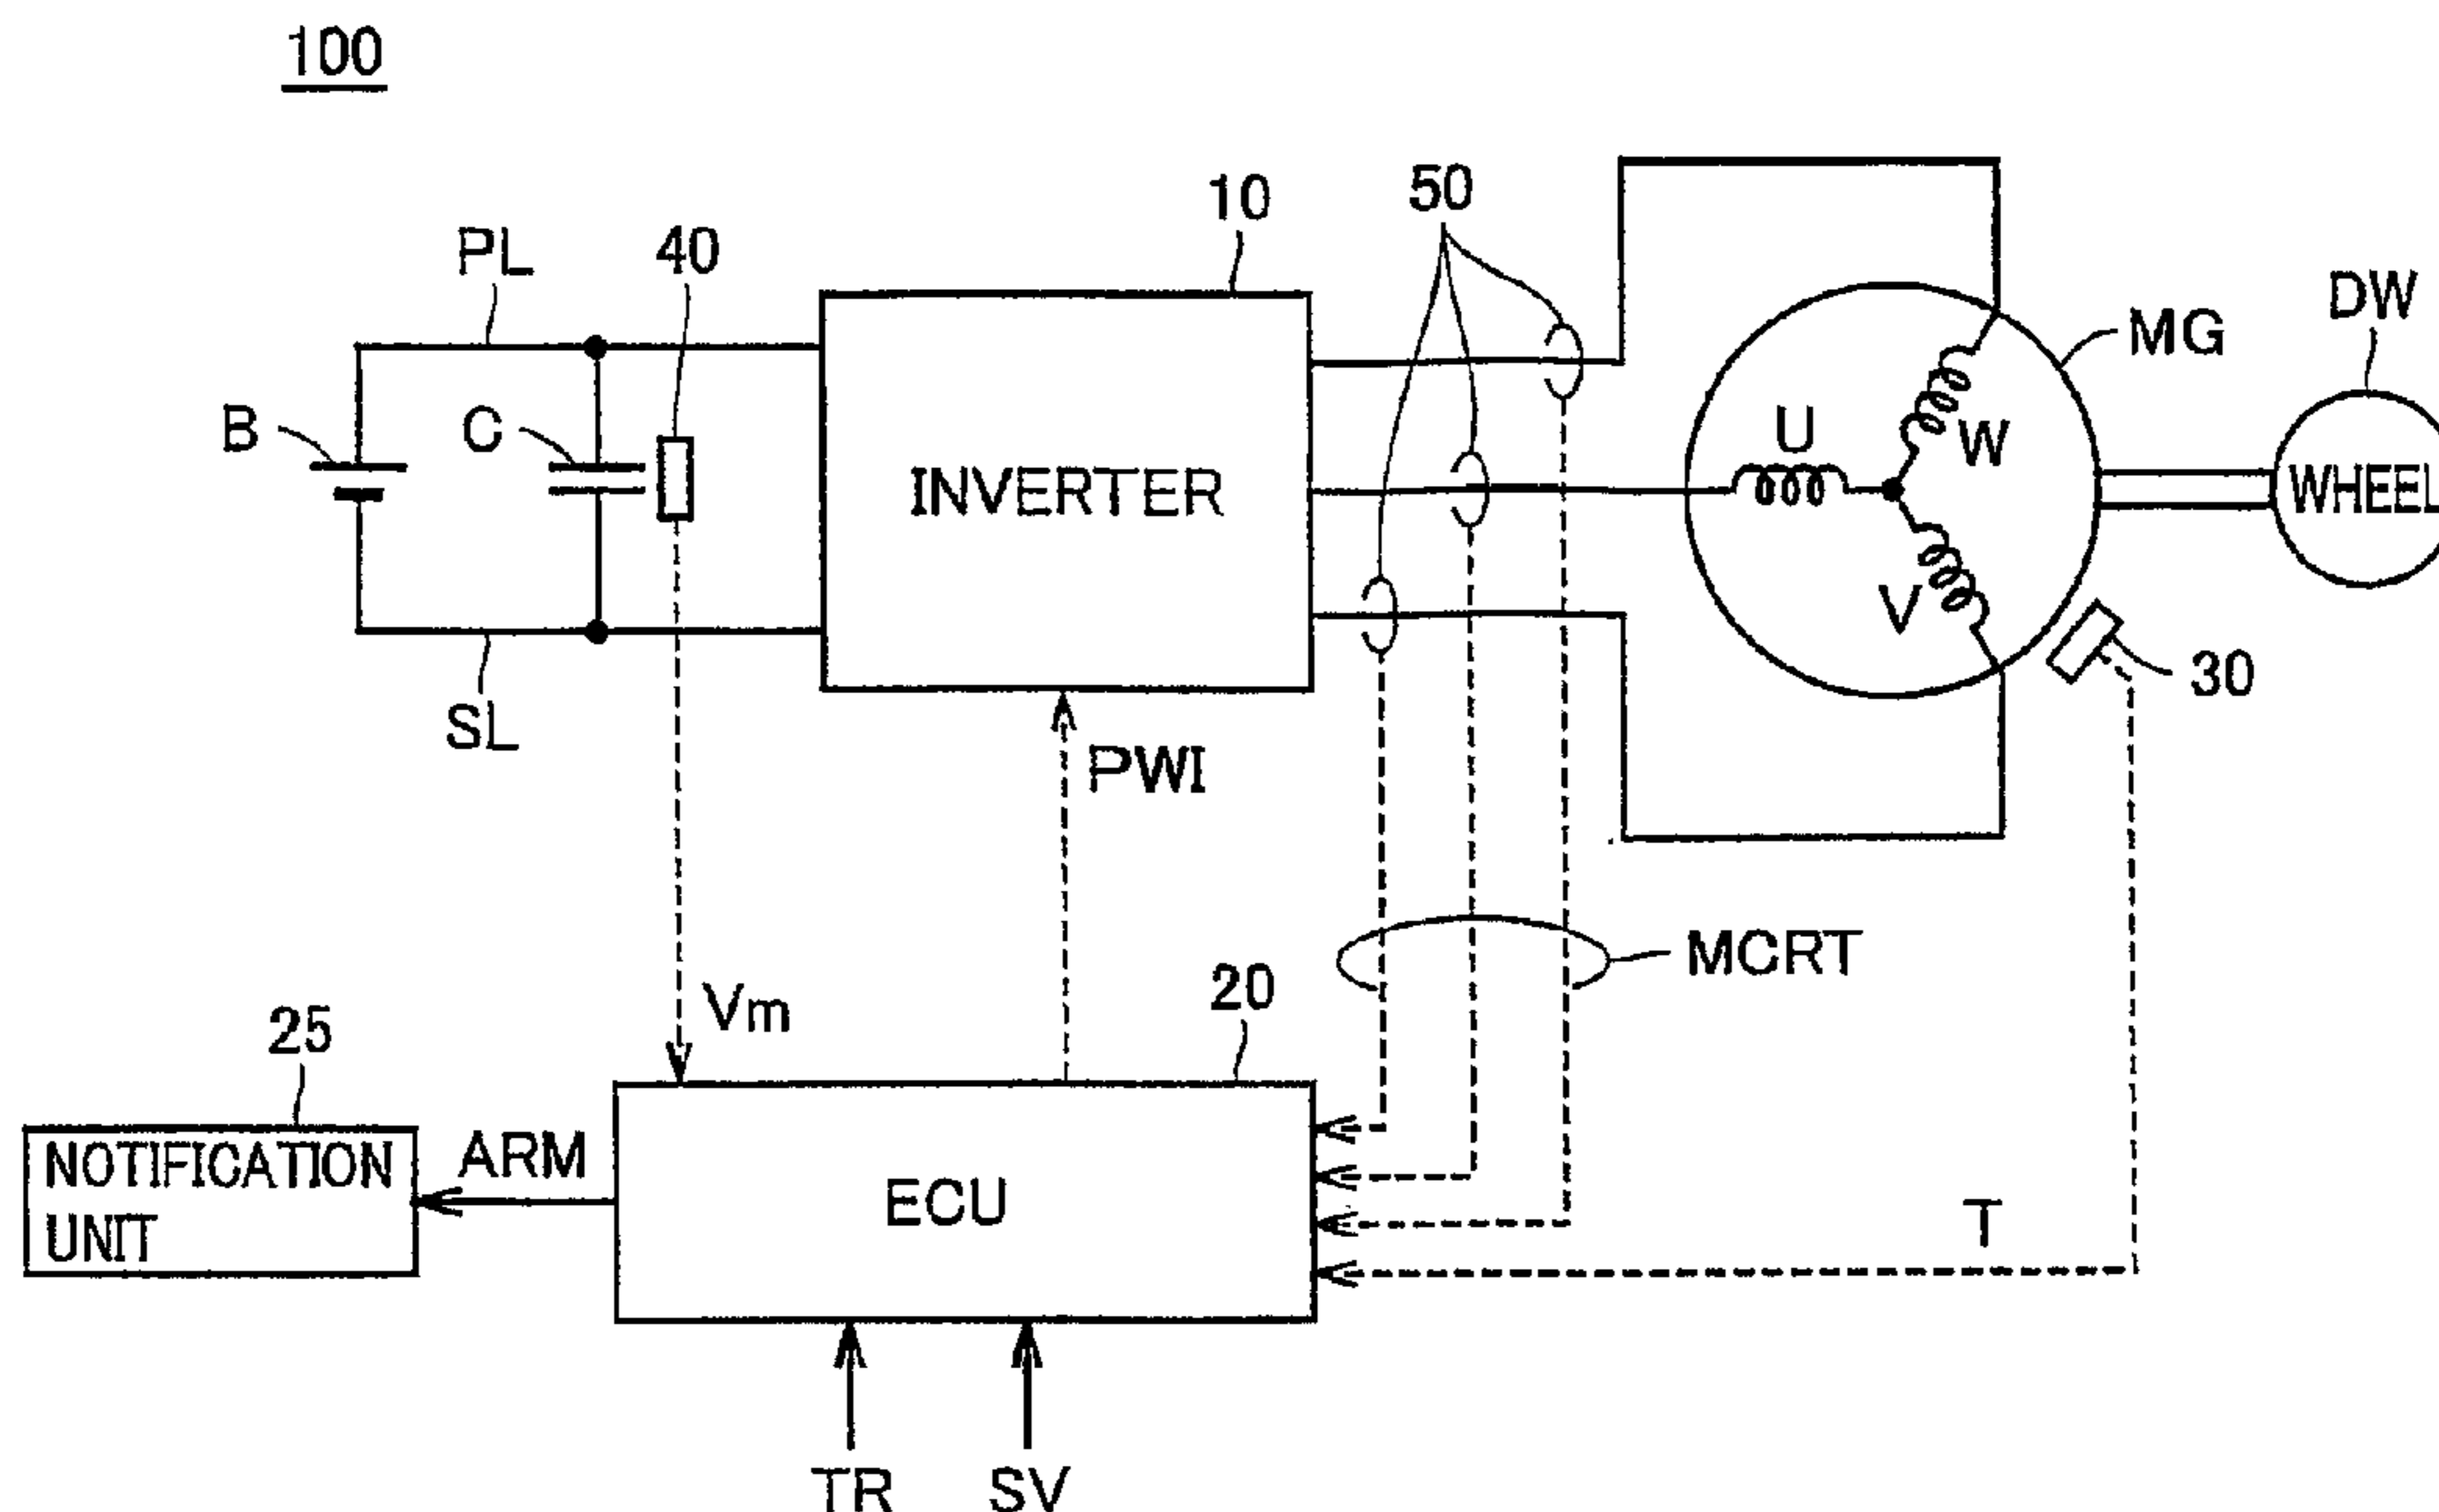 100
50
10
PL
40
DW
MG
B
C
U
W
INVERTER
WHEEL
V
30
SL
PWI
MCRT
20
Vm
25
NOTIFICATION
UNIT
ARM
ECU
T
TR
SV